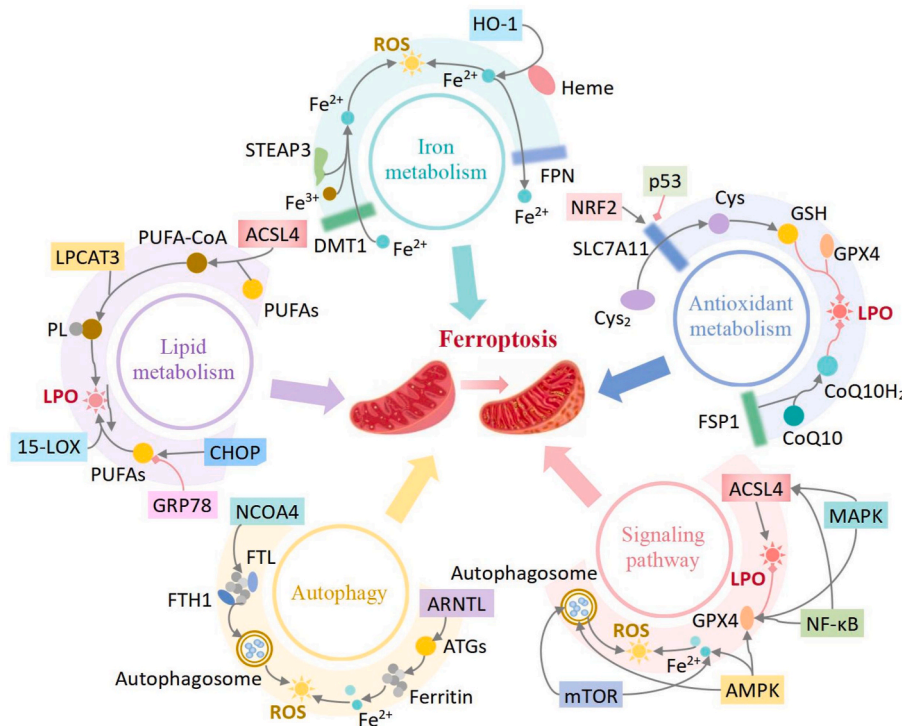 HO-1
ROS
Fe²⁺
Heme
Fe²⁺
STEAP3
Iron
metabolism
FPN
Fe³⁺
DMT1
Fe²⁺
Fe²⁺
p53
NRF2
Cys
GSH
SLC7A11
GPX4
Cys₂
Antioxidant
metabolism
LPO
CoQ10H₂
FSP1
CoQ10
PUFA-CoA
ACSL4
LPCAT3
PUFAs
PL
Lipid
metabolism
LPO
15-LOX
PUFAs
CHOP
GRP78
Ferroptosis
NCOA4
FTL
FTH1
Autophagy
ARNTL
ATGs
Autophagosome
Ferritin
ROS
Fe²⁺
ACSL4
MAPK
Signaling
pathway
LPO
Autophagosome
GPX4
NF-κB
ROS
Fe²⁺
mTOR
AMPK